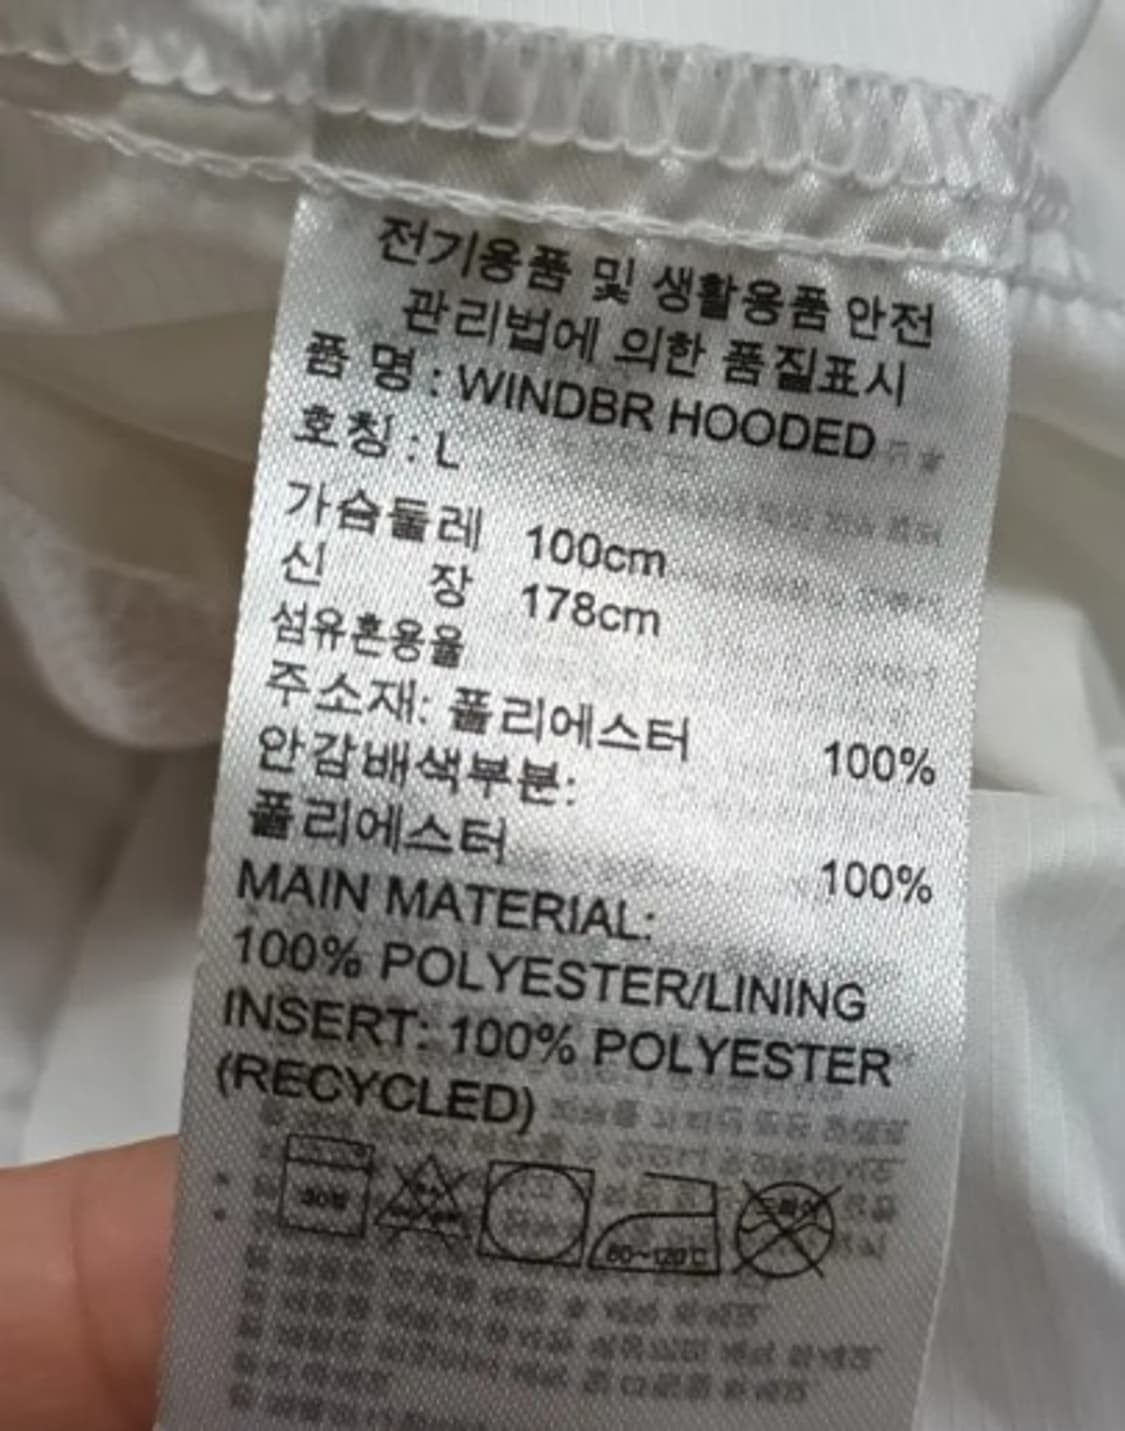 전기용품 및 생활용품 안전
관리법에 의한 품질표시
품 명 : WINDBR HOODED
호칭 : L
가슴둘레 100cm
신 장 178cm
섬유혼용율
주소재: 폴리에스터 100%
안감배색부분:
폴리에스터 100%
MAIN MATERIAL:
100% POLYESTER/LINING
INSERT: 100% POLYESTER
(RECYCLED)
80~120℃